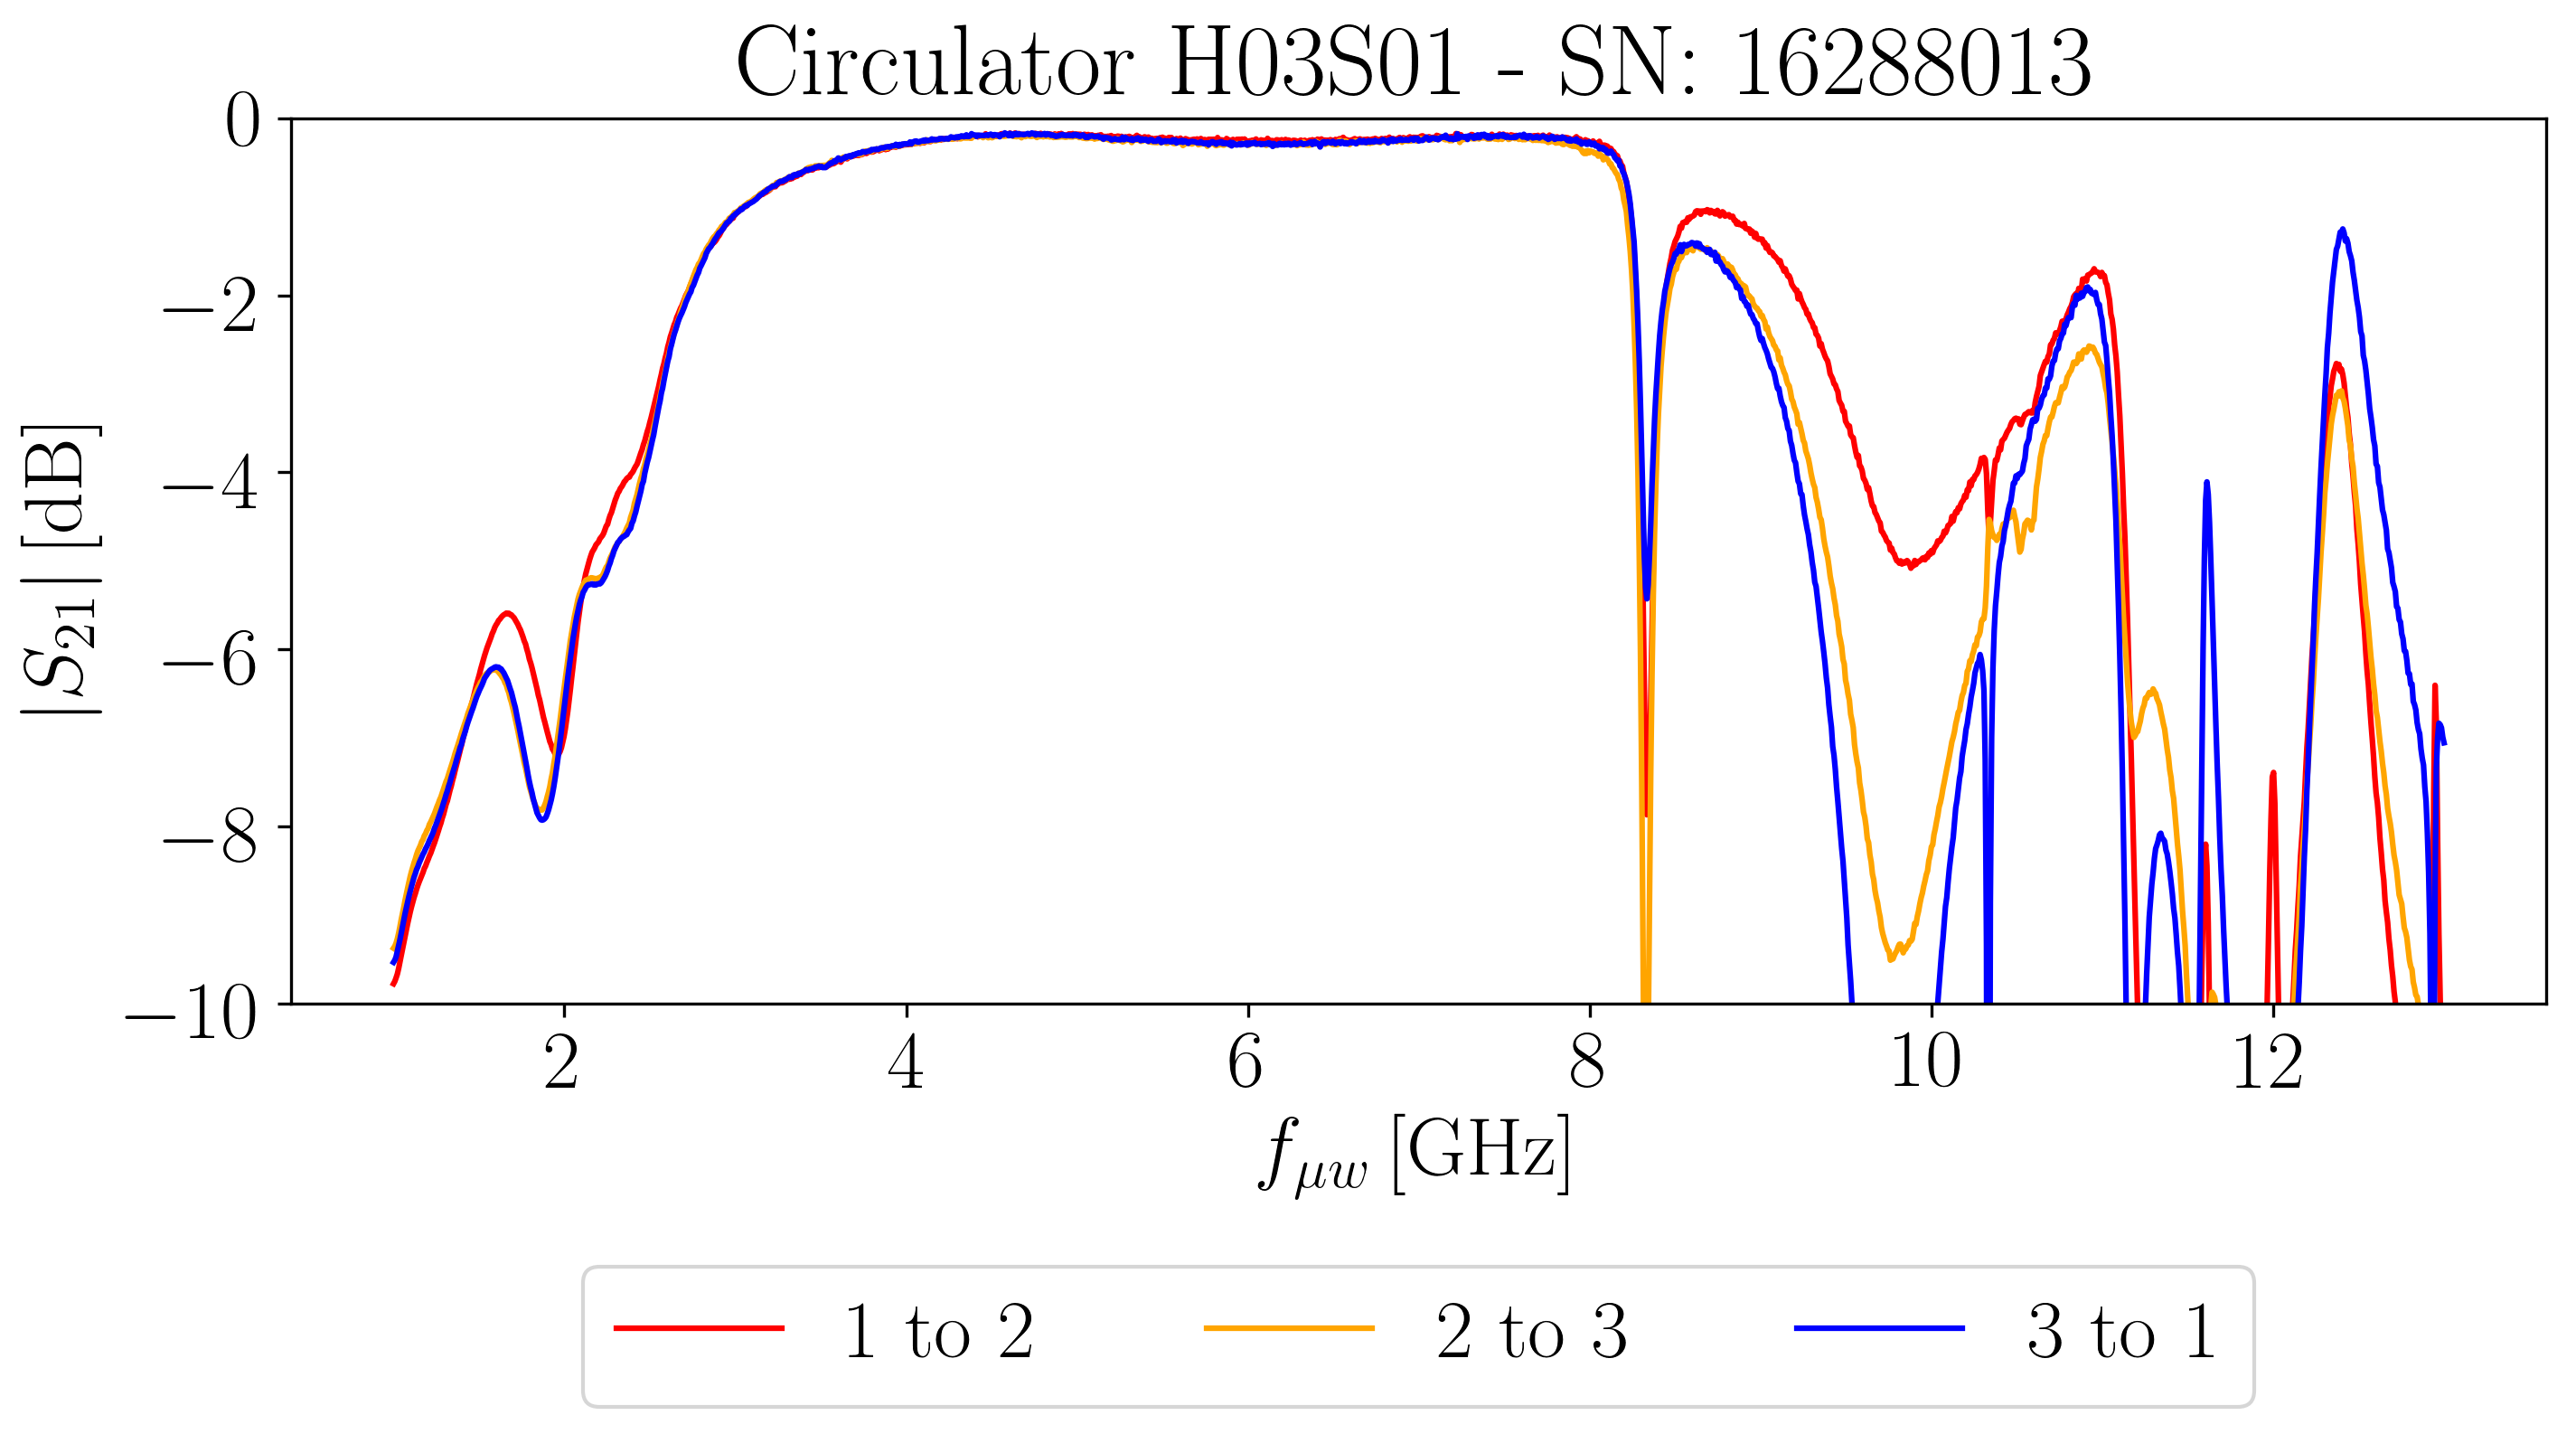 Circulator H03S01 - SN: 16288013
0
−2
−4
−6
−8
−10
|S₂₁| [dB]
2 4 6 8 10 12
f_μw [GHz]
1 to 2 2 to 3 3 to 1